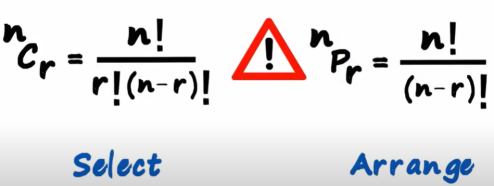 nCr = n! / r!(n-r)!
! nPr = n! / (n-r)!
Select Arrange